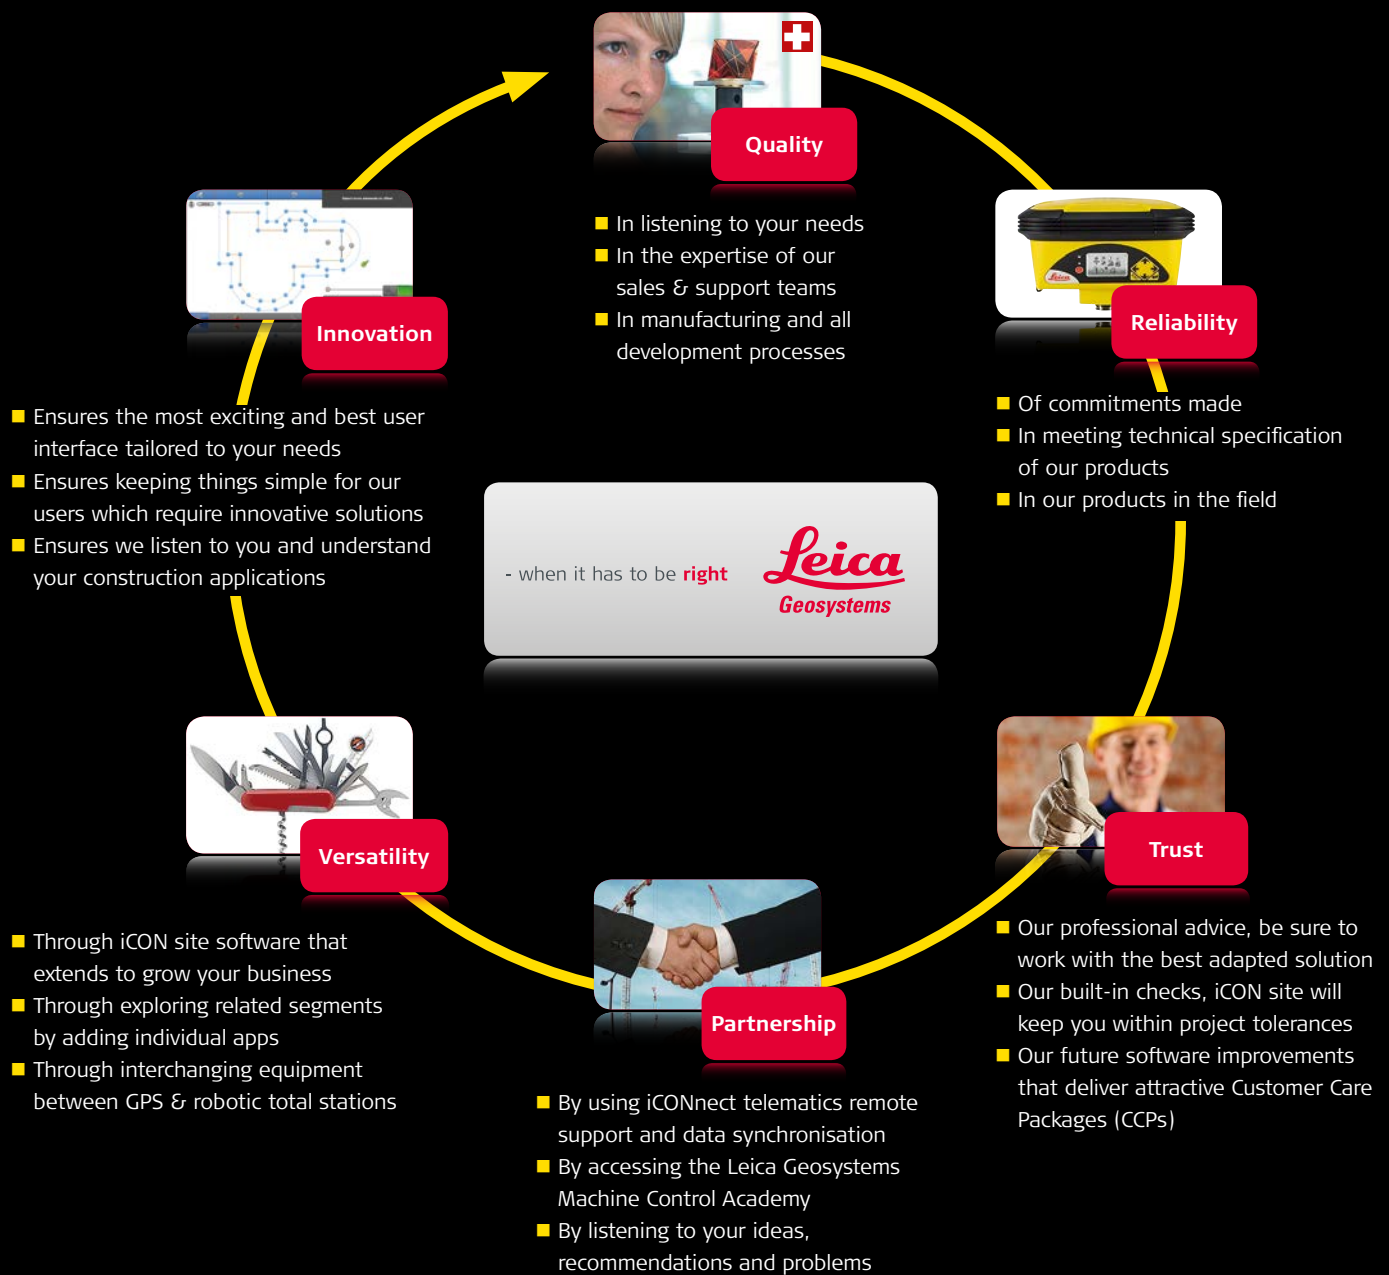 Quality
In listening to your needs
In the expertise of our
sales & support teams
In manufacturing and all
development processes
Leica
Reliability
Of commitments made
In meeting technical specification
of our products
In our products in the field
Trust
Our professional advice, be sure to
work with the best adapted solution
Our built-in checks, iCON site will
keep you within project tolerances
Our future software improvements
that deliver attractive Customer Care
Packages (CCPs)
Partnership
By using iCONnect telematics remote
support and data synchronisation
By accessing the Leica Geosystems
Machine Control Academy
By listening to your ideas,
recommendations and problems
Versatility
Through iCON site software that
extends to grow your business
Through exploring related segments
by adding individual apps
Through interchanging equipment
between GPS & robotic total stations
Innovation
Ensures the most exciting and best user
interface tailored to your needs
Ensures keeping things simple for our
users which require innovative solutions
Ensures we listen to you and understand
your construction applications
- when it has to be right
Leica
Geosystems